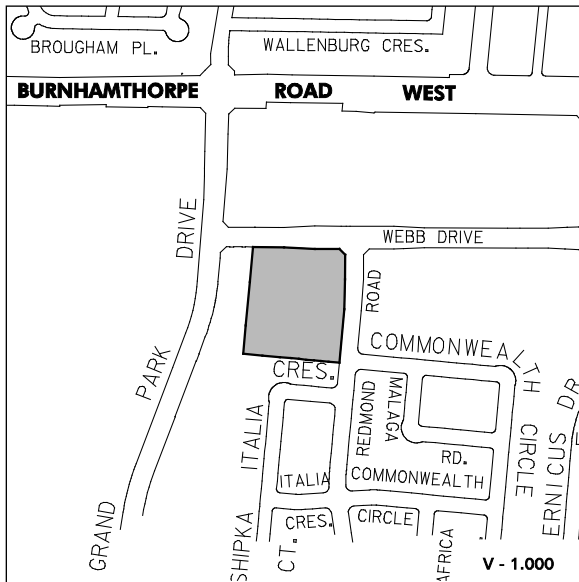 BROUGHAM PL.
WALLENBURG CRES.
BURNHAMTHORPE ROAD WEST
WEBB DRIVE
GRAND PARK DRIVE
ROAD
COMMONWEALTH CIRCLE
CRES.
ITALIA
REDMOND
MALAGA RD.
ERNICUS DR
ITALIA
COMMONWEALTH
CRES.
CIRCLE
SHIPKA CT.
AFRICA
V - 1.000